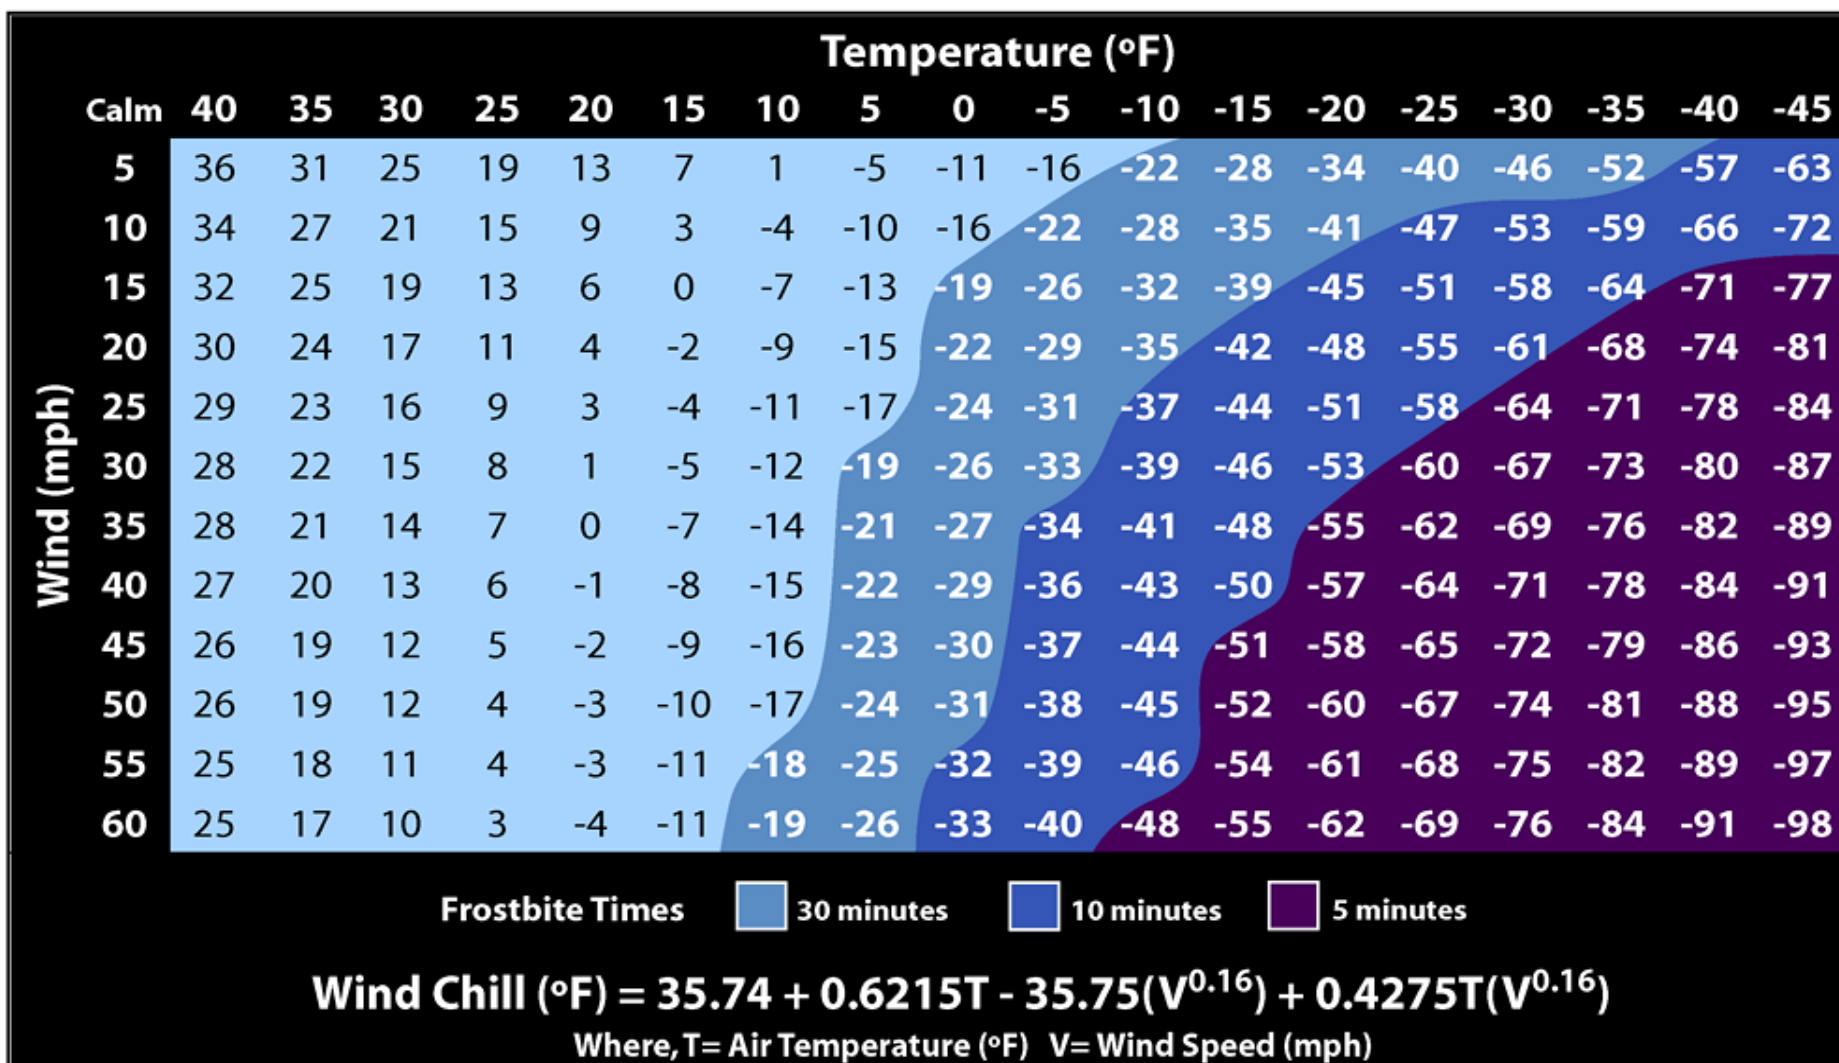 Temperature (ºF)
Calm 40 35 30 25 20 15 10 5 0 -5 -10 -15 -20 -25 -30 -35 -40 -45
5 36 31 25 19 13 7 1 -5 -11 -16 -22 -28 -34 -40 -46 -52 -57 -63
10 34 27 21 15 9 3 -4 -10 -16 -22 -28 -35 -41 -47 -53 -59 -66 -72
15 32 25 19 13 6 0 -7 -13 -19 -26 -32 -39 -45 -51 -58 -64 -71 -77
20 30 24 17 11 4 -2 -9 -15 -22 -29 -35 -42 -48 -55 -61 -68 -74 -81
25 29 23 16 9 3 -4 -11 -17 -24 -31 -37 -44 -51 -58 -64 -71 -78 -84
30 28 22 15 8 1 -5 -12 -19 -26 -33 -39 -46 -53 -60 -67 -73 -80 -87
35 28 21 14 7 0 -7 -14 -21 -27 -34 -41 -48 -55 -62 -69 -76 -82 -89
40 27 20 13 6 -1 -8 -15 -22 -29 -36 -43 -50 -57 -64 -71 -78 -84 -91
45 26 19 12 5 -2 -9 -16 -23 -30 -37 -44 -51 -58 -65 -72 -79 -86 -93
50 26 19 12 4 -3 -10 -17 -24 -31 -38 -45 -52 -60 -67 -74 -81 -88 -95
55 25 18 11 4 -3 -11 -18 -25 -32 -39 -46 -54 -61 -68 -75 -82 -89 -97
60 25 17 10 3 -4 -11 -19 -26 -33 -40 -48 -55 -62 -69 -76 -84 -91 -98
Wind (mph)
Frostbite Times 30 minutes 10 minutes 5 minutes
Wind Chill (ºF) = 35.74 + 0.6215T - 35.75(V^0.16) + 0.4275T(V^0.16)
Where, T= Air Temperature (ºF) V= Wind Speed (mph)